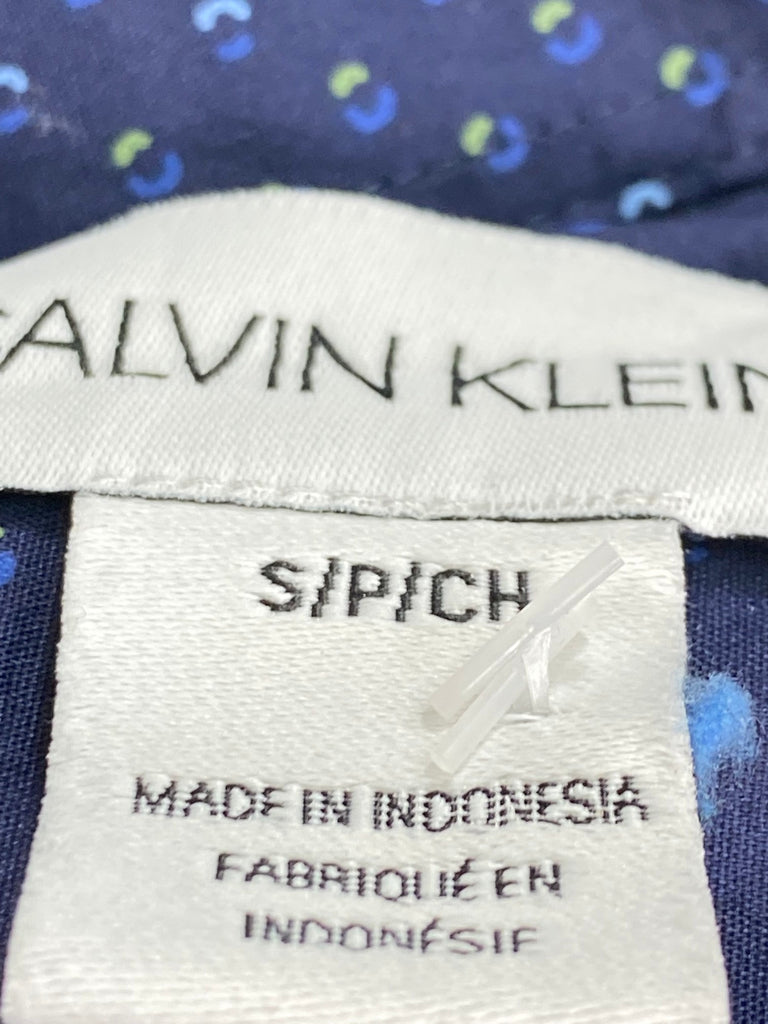 CALVIN KLEIN
S/P/CH
MADE IN INDONESIA
FABRIQUÉ EN
INDONÉSIE